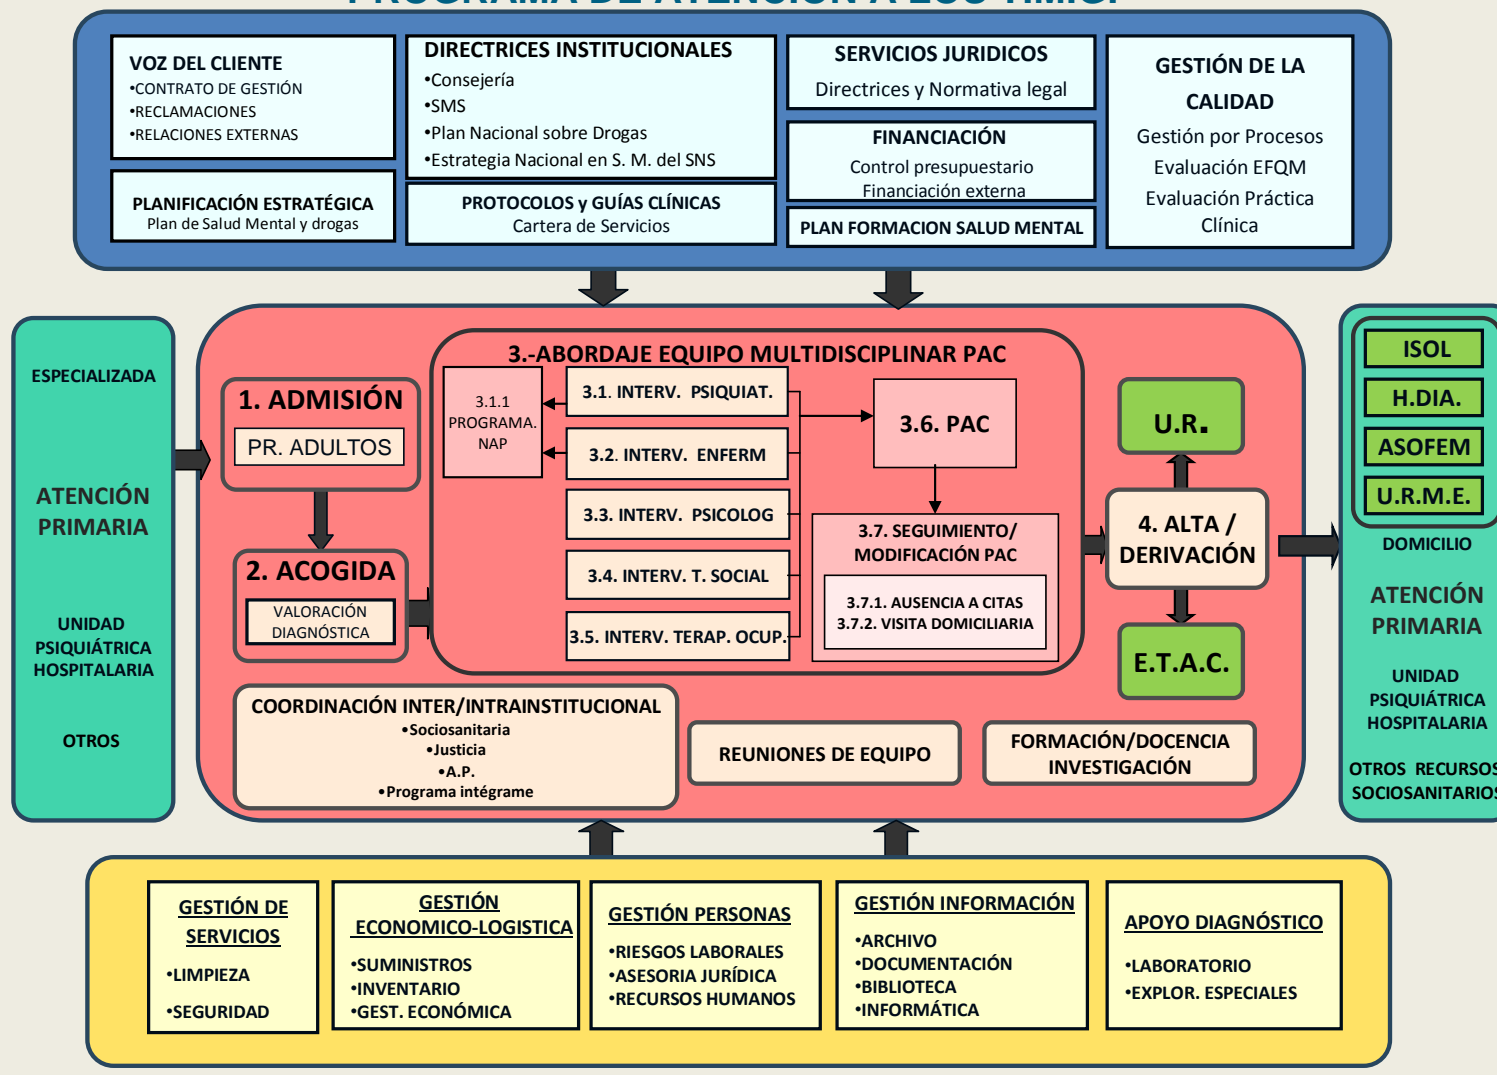 PROGRAMA DE ATENCIÓN A LOS T.M.G.P
VOZ DEL CLIENTE
•CONTRATO DE GESTIÓN
•RECLAMACIONES
•RELACIONES EXTERNAS
PLANIFICACIÓN ESTRATÉGICA
Plan de Salud Mental y drogas
DIRECTRICES INSTITUCIONALES
•Consejería
•SMS
•Plan Nacional sobre Drogas
•Estrategia Nacional en S. M. del SNS
PROTOCOLOS y GUÍAS CLÍNICAS
Cartera de Servicios
SERVICIOS JURIDICOS
Directrices y Normativa legal
FINANCIACIÓN
Control presupuestario
Financiación externa
PLAN FORMACION SALUD MENTAL
GESTIÓN DE LA
CALIDAD
Gestión por Procesos
Evaluación EFQM
Evaluación Práctica
Clínica
ESPECIALIZADA
ATENCIÓN
PRIMARIA
UNIDAD
PSIQUIÁTRICA
HOSPITALARIA
OTROS
1. ADMISIÓN
PR. ADULTOS
2. ACOGIDA
VALORACIÓN
DIAGNÓSTICA
3.-ABORDAJE EQUIPO MULTIDISCIPLINAR PAC
3.1.1
PROGRAMA.
NAP
3.1. INTERV. PSIQUIAT.
3.2. INTERV. ENFERM
3.3. INTERV. PSICOLOG
3.4. INTERV. T. SOCIAL
3.5. INTERV. TERAP. OCUP.
3.6. PAC
3.7. SEGUIMIENTO/
MODIFICACIÓN PAC
3.7.1. AUSENCIA A CITAS
3.7.2. VISITA DOMICILIARIA
U.R.
4. ALTA /
DERIVACIÓN
E.T.A.C.
COORDINACIÓN INTER/INTRAINSTITUCIONAL
•Sociosanitaria
•Justicia
•A.P.
•Programa intégrame
REUNIONES DE EQUIPO
FORMACIÓN/DOCENCIA
INVESTIGACIÓN
ISOL
H.DIA.
ASOFEM
U.R.M.E.
DOMICILIO
ATENCIÓN
PRIMARIA
UNIDAD
PSIQUIÁTRICA
HOSPITALARIA
OTROS RECURSOS
SOCIOSANITARIOS
GESTIÓN DE
SERVICIOS
•LIMPIEZA
•SEGURIDAD
GESTIÓN
ECONOMICO-LOGISTICA
•SUMINISTROS
•INVENTARIO
•GEST. ECONÓMICA
GESTIÓN PERSONAS
•RIESGOS LABORALES
•ASESORIA JURÍDICA
•RECURSOS HUMANOS
GESTIÓN INFORMACIÓN
•ARCHIVO
•DOCUMENTACIÓN
•BIBLIOTECA
•INFORMÁTICA
APOYO DIAGNÓSTICO
•LABORATORIO
•EXPLOR. ESPECIALES